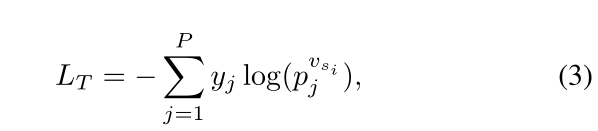 L_T = -\sum_{j=1}^{P} y_j \log(p_j^{v_{s_i}}), (3)